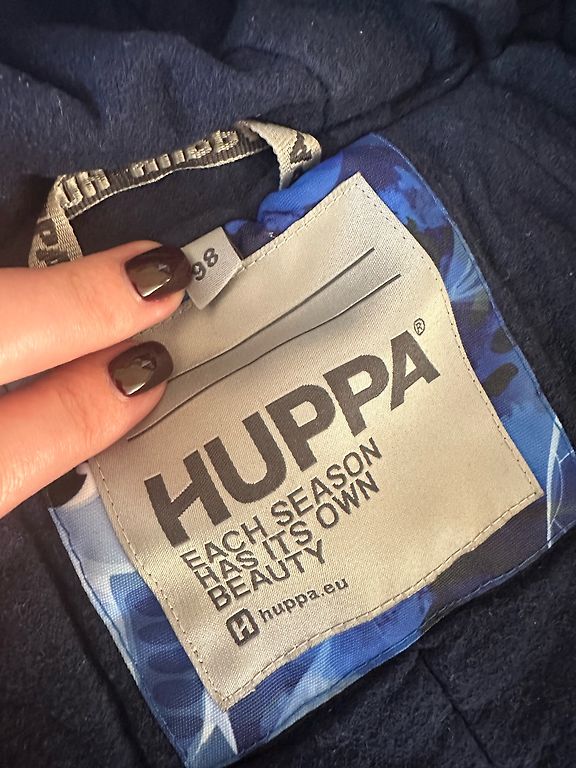 98
HUPPA®
EACH SEASON
HAS ITS OWN
BEAUTY
H huppa.eu